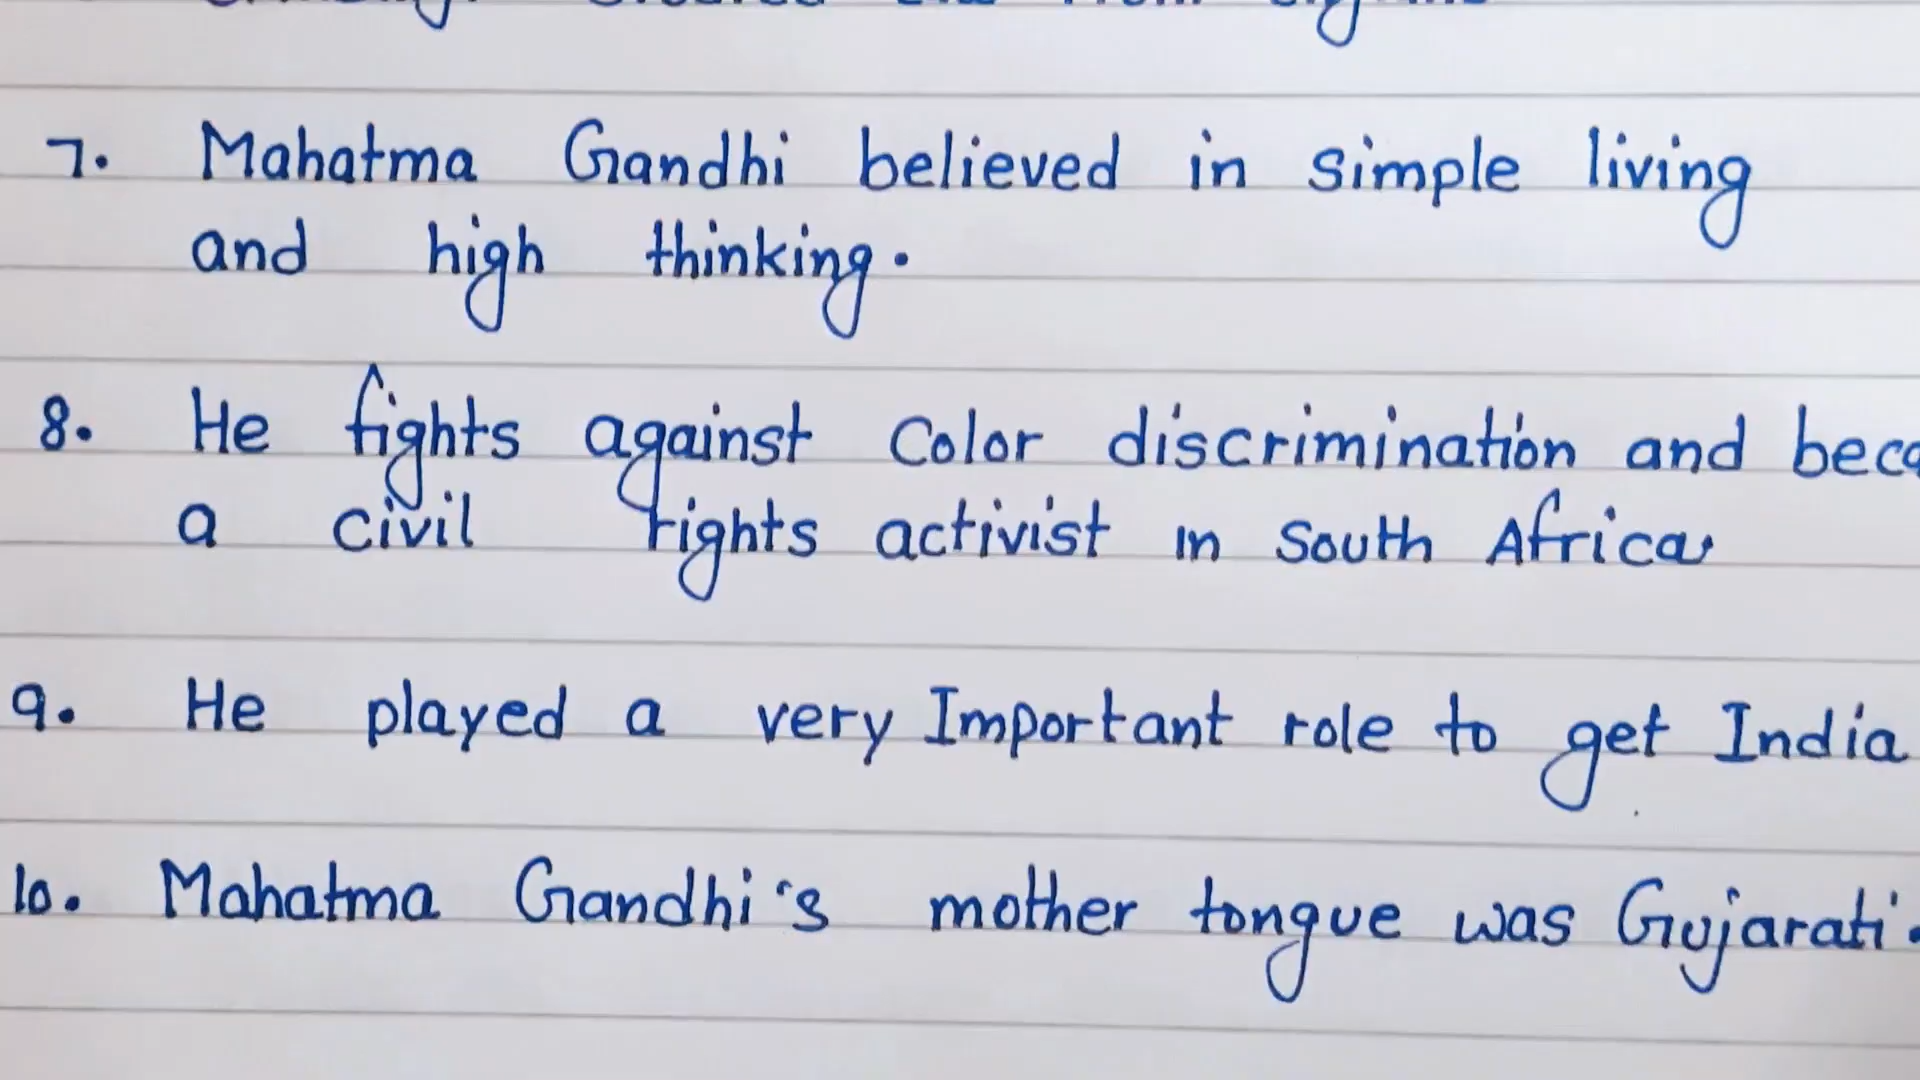 7. Mahatma Gandhi believed in simple living
and high thinking.
8. He fights against Color discrimination and
a civil rights activist in South Africa.
9. He played a very Important role to get India
10. Mahatma Gandhi's mother tongue was Gujarati.